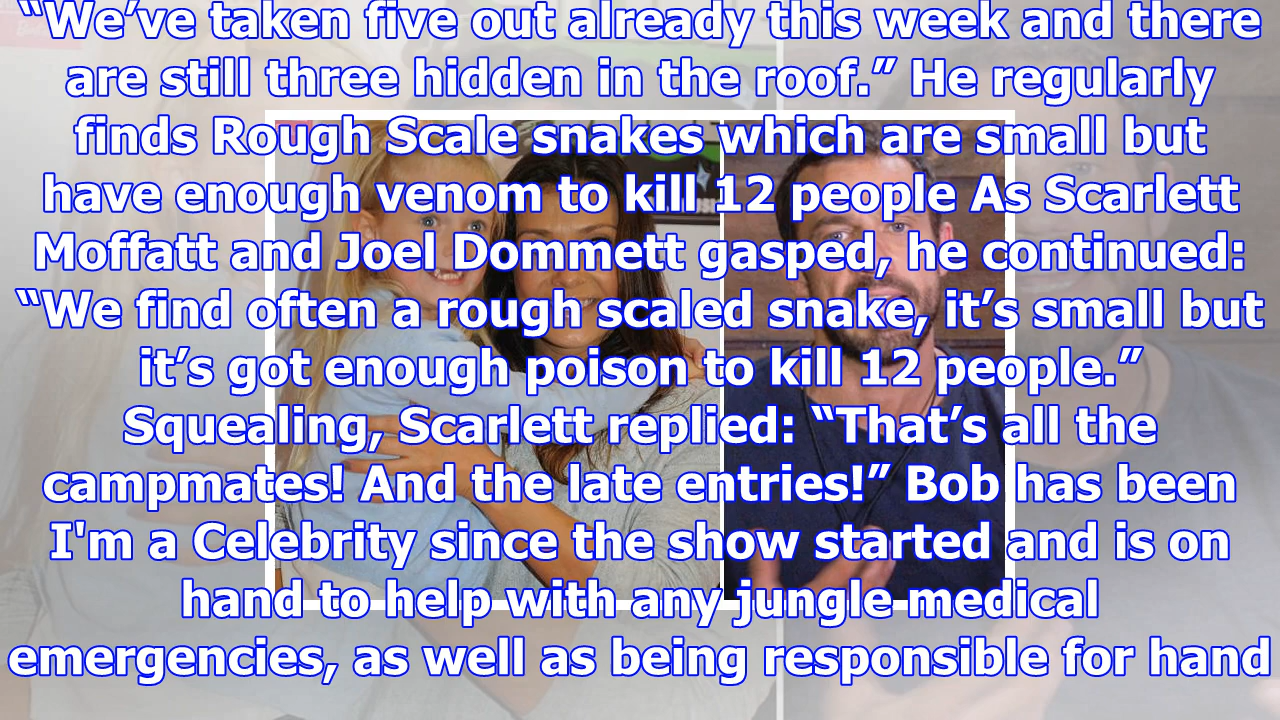 “We’ve taken five out already this week and there
are still three hidden in the roof.” He regularly
finds Rough Scale snakes which are small but
have enough venom to kill 12 people As Scarlett
Moffatt and Joel Dommett gasped, he continued:
“We find often a rough scaled snake, it’s small but
it’s got enough poison to kill 12 people.”
Squealing, Scarlett replied: “That’s all the
campmates! And the late entries!” Bob has been
I'm a Celebrity since the show started and is on
hand to help with any jungle medical
emergencies, as well as being responsible for hand